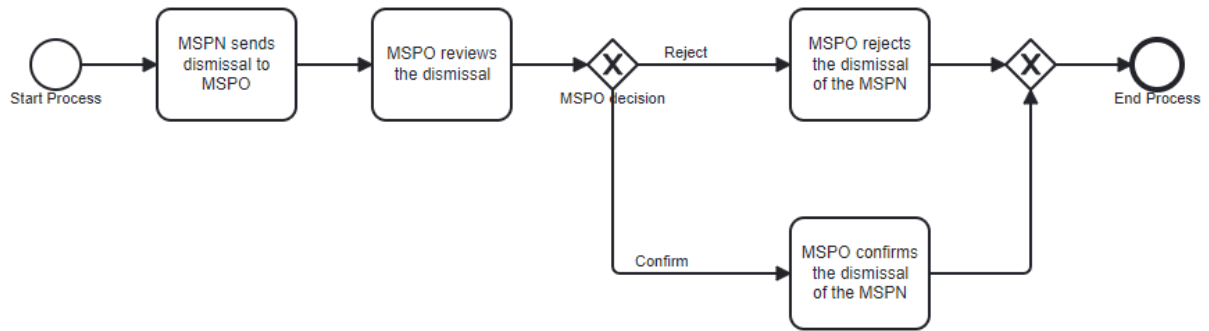 Start Process
MSPN sends
dismissal to
MSPO
MSPO reviews
the dismissal
MSPO decision
Reject
MSPO rejects
the dismissal
of the MSPN
End Process
Confirm
MSPO confirms
the dismissal
of the MSPN